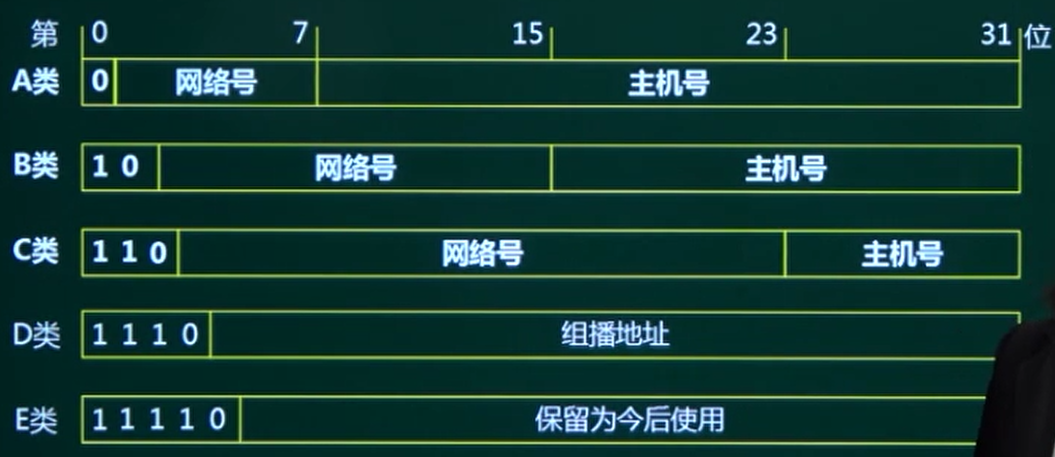 第 0 7 15 23 31 位
A类 0 网络号 主机号
B类 1 0 网络号 主机号
C类 1 1 0 网络号 主机号
D类 1 1 1 0 组播地址
E类 1 1 1 1 0 保留为今后使用